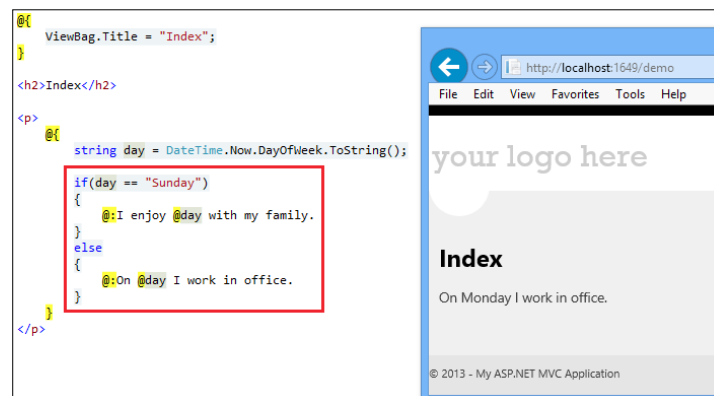 @{
ViewBag.Title = "Index";
}
<h2>Index</h2>
<p>
@{
string day = DateTime.Now.DayOfWeek.ToString();
if(day == "Sunday")
{
@:I enjoy @day with my family.
}
else
{
@:On @day I work in office.
}
}
</p>
http://localhost:1649/demo
File Edit View Favorites Tools Help
your logo here
Index
On Monday I work in office.
© 2013 - My ASP.NET MVC Application